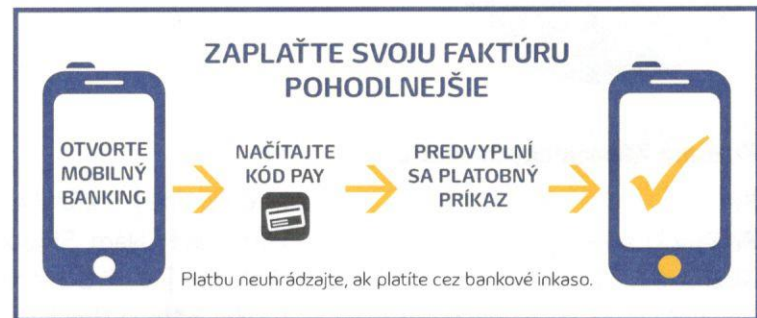 ZAPLAŤTE SVOJU FAKTÚRU
POHODLNEJŠIE
OTVORTE
MOBILNÝ
BANKING
NAČÍTAJTE
KÓD PAY
PREDVYPLNÍ
SA PLATOBNÝ
PRÍKAZ
Platbu neuhrádzajte, ak platíte cez bankové inkaso.